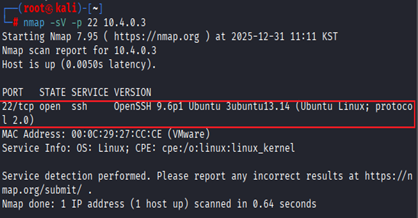 ┌──(root㉿kali)-[~]
└─# nmap -sV -p 22 10.4.0.3
Starting Nmap 7.95 ( https://nmap.org ) at 2025-12-31 11:11 KST
Nmap scan report for 10.4.0.3
Host is up (0.0050s latency).

PORT   STATE SERVICE VERSION
22/tcp open  ssh     OpenSSH 9.6p1 Ubuntu 3ubuntu13.14 (Ubuntu Linux; protoco
l 2.0)
MAC Address: 00:0C:29:27:CC:CE (VMware)
Service Info: OS: Linux; CPE: cpe:/o:linux:linux_kernel

Service detection performed. Please report any incorrect results at https://n
map.org/submit/ .
Nmap done: 1 IP address (1 host up) scanned in 0.64 seconds